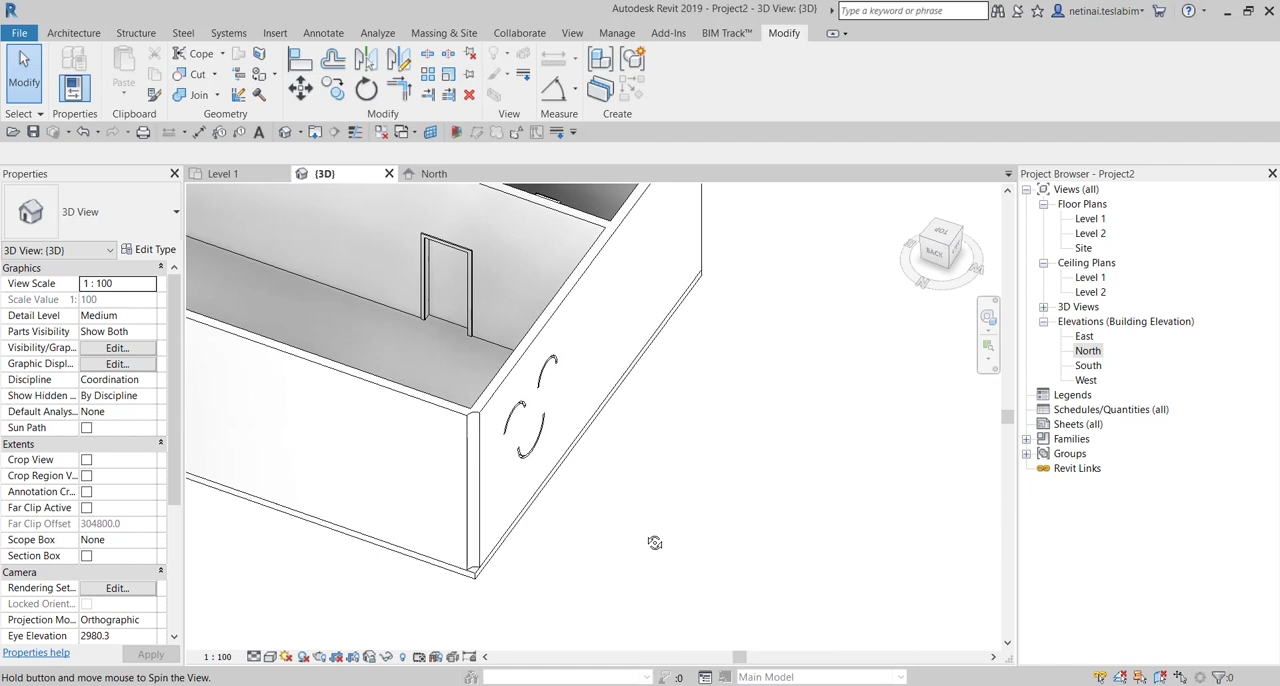 Autodesk Revit 2019 - Project2 - 3D View: {3D}
Type a keyword or phrase
netinai.teslabim
File
Architecture
Structure
Steel
Systems
Insert
Annotate
Analyze
Massing & Site
Collaborate
View
Manage
Add-Ins
BIM Track™
Modify
Modify
Paste
Cope
Cut
Join
Select
Properties
Clipboard
Geometry
Modify
View
Measure
Create
Properties
3D View
3D View: {3D}
Edit Type
Graphics
View Scale 1 : 100
Scale Value 1: 100
Detail Level Medium
Parts Visibility Show Both
Visibility/Grap... Edit...
Graphic Displ... Edit...
Discipline Coordination
Show Hidden ... By Discipline
Default Analys... None
Sun Path
Extents
Crop View
Crop Region V...
Annotation Cr...
Far Clip Active
Far Clip Offset 304800.0
Scope Box None
Section Box
Camera
Rendering Set... Edit...
Locked Orient...
Projection Mo... Orthographic
Eye Elevation 2980.3
Properties help
Apply
Level 1
{3D}
North
TOP
BACK
N
1 : 100
Project Browser - Project2
Views (all)
Floor Plans
Level 1
Level 2
Site
Ceiling Plans
Level 1
Level 2
3D Views
Elevations (Building Elevation)
East
North
South
West
Legends
Schedules/Quantities (all)
Sheets (all)
Families
Groups
Revit Links
Hold button and move mouse to Spin the View.
:0
Main Model
:0